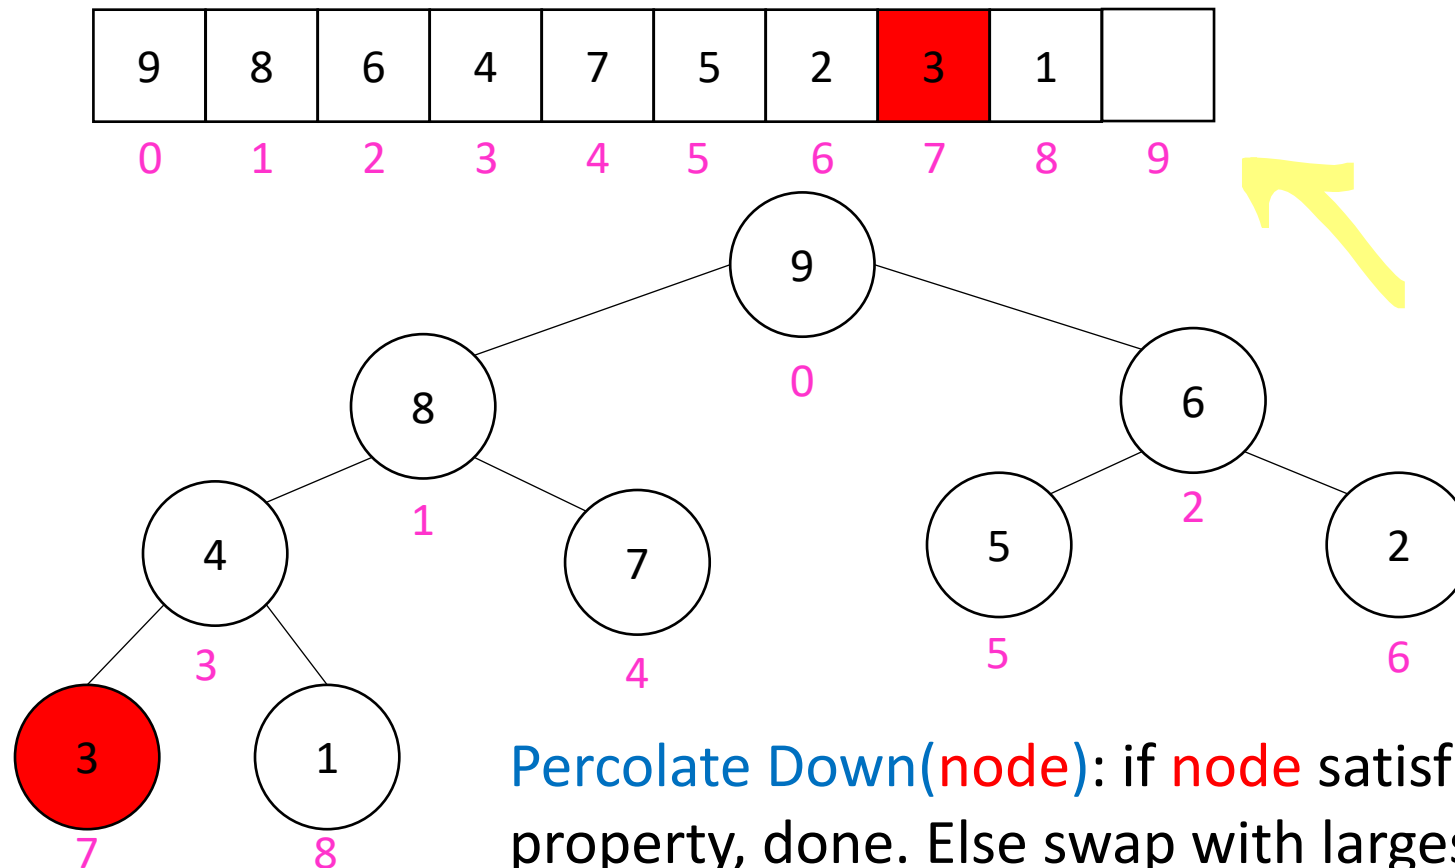 9 8 6 4 7 5 2 3 1
0 1 2 3 4 5 6 7 8 9
9
0
8 6
1 2
4 7 5 2
3 4 5 6
3 1
7 8
Percolate Down(node): if node satisf
property, done. Else swap with larges